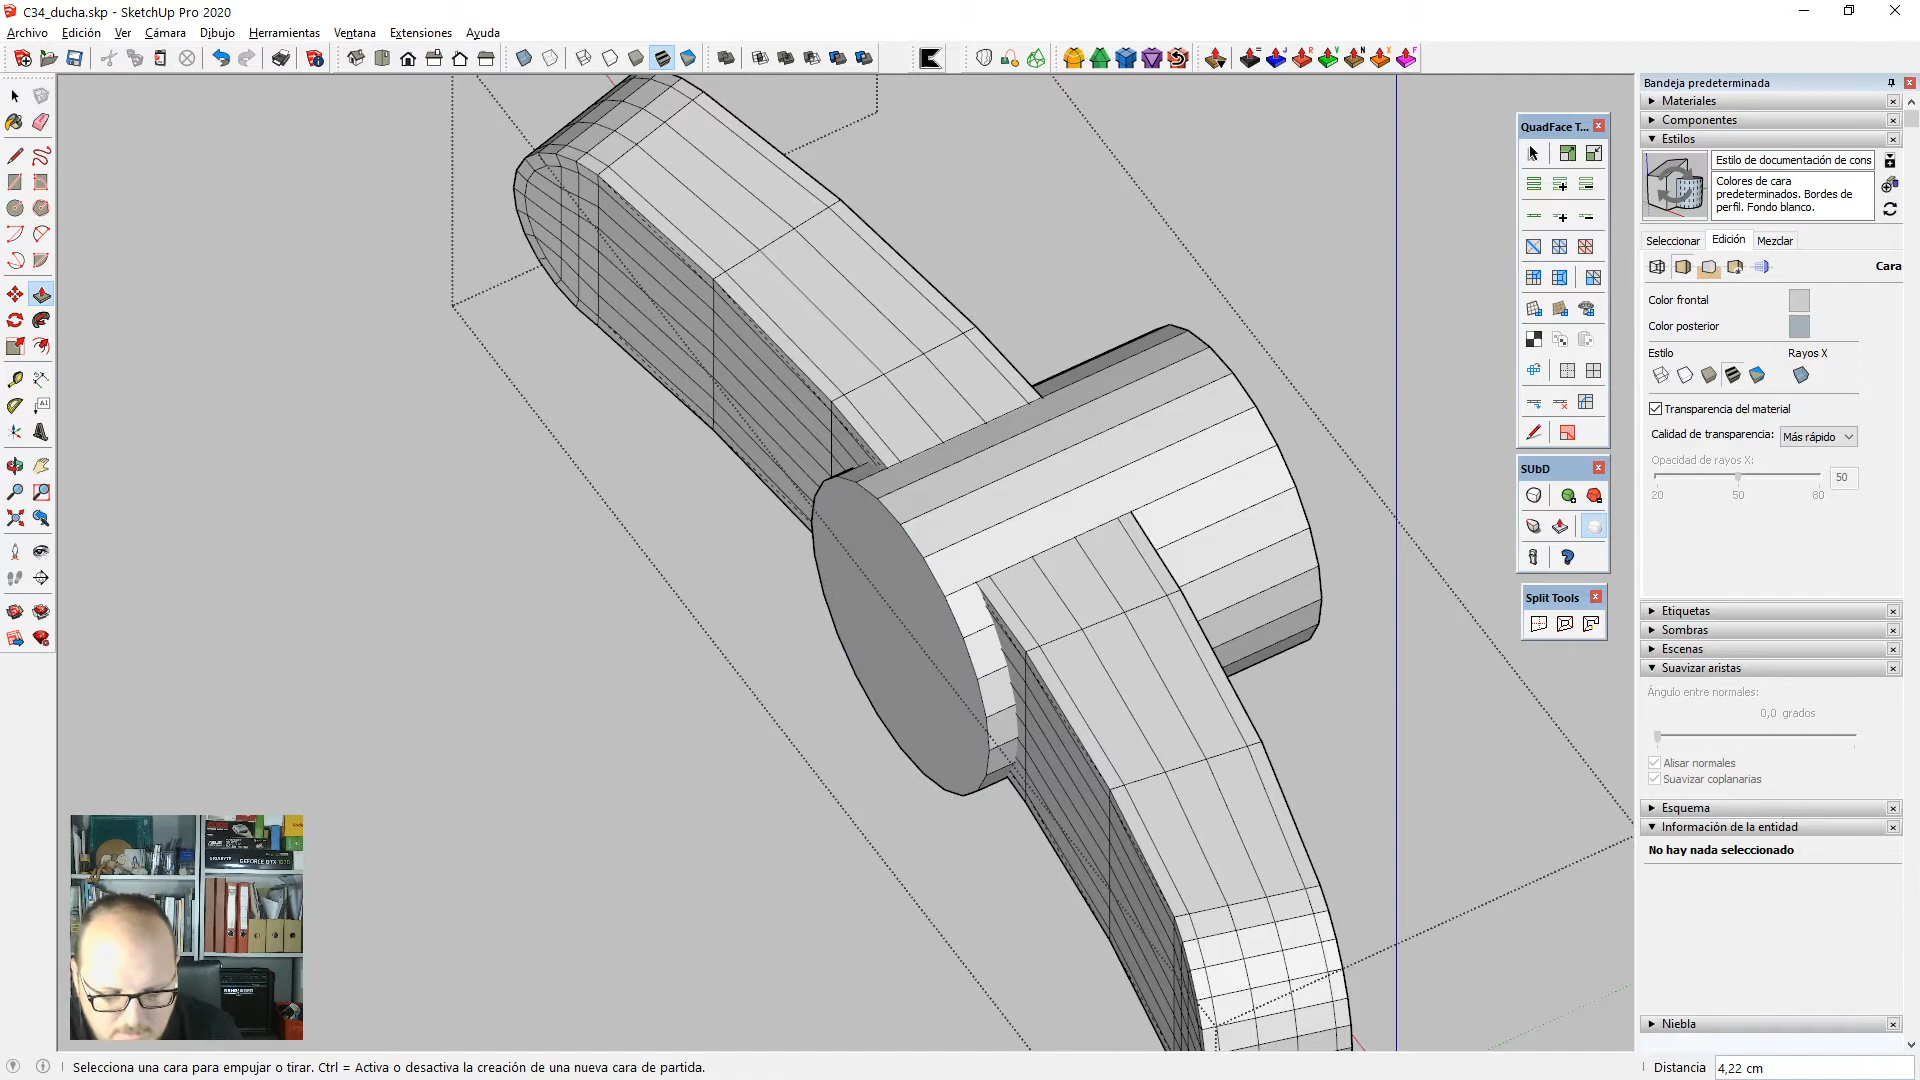 C34_ducha.skp - SketchUp Pro 2020
Archivo Edición Ver Cámara Dibujo Herramientas Ventana Extensiones Ayuda
Bandeja predeterminada
Materiales
Componentes
Estilos
Estilo de documentación de cons
Colores de cara
predeterminados. Bordes de
perfil. Fondo blanco.
Seleccionar Edición Mezclar
Cara
Color frontal
Color posterior
Estilo Rayos X
Transparencia del material
Calidad de transparencia: Más rápido
Opacidad de rayos X:
50
20 50 80
Etiquetas
Sombras
Escenas
Suavizar aristas
Ángulo entre normales:
0,0 grados
Alisar normales
Suavizar coplanarias
Esquema
Información de la entidad
No hay nada seleccionado
Niebla
QuadFace T...
SUbD
Split Tools
GEFORCE GTX 1070
Selecciona una cara para empujar o tirar. Ctrl = Activa o desactiva la creación de una nueva cara de partida.
Distancia 4,22 cm